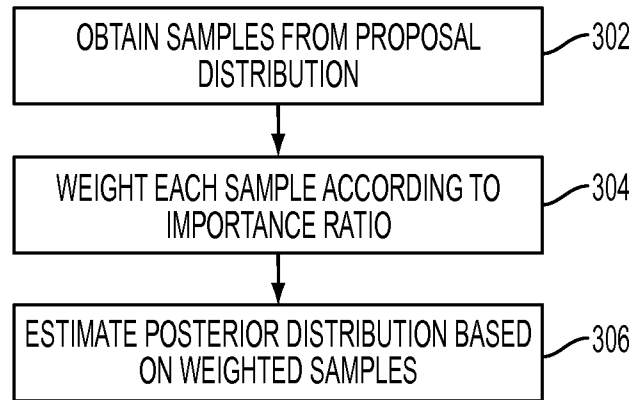 OBTAIN SAMPLES FROM PROPOSAL
DISTRIBUTION
302
WEIGHT EACH SAMPLE ACCORDING TO
IMPORTANCE RATIO
304
ESTIMATE POSTERIOR DISTRIBUTION BASED
ON WEIGHTED SAMPLES
306